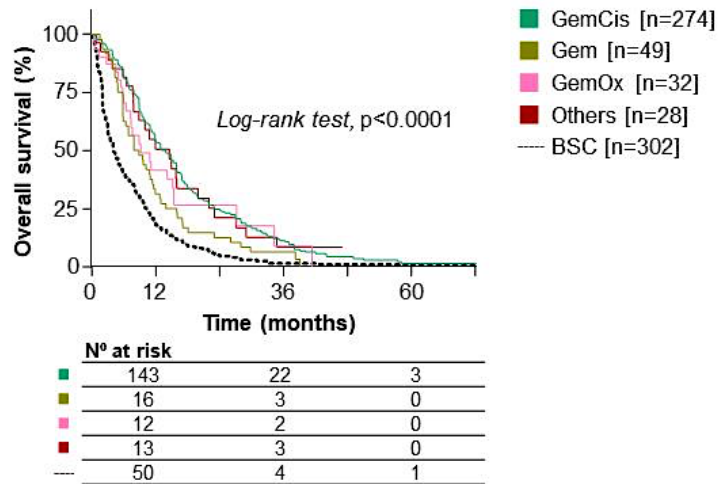 GemCis [n=274]
Gem [n=49]
GemOx [n=32]
Others [n=28]
BSC [n=302]
Overall survival (%)
100
75
50
25
0
Log-rank test, p<0.0001
0 12 36 60
Time (months)
Nº at risk
143 22 3
16 3 0
12 2 0
13 3 0
50 4 1